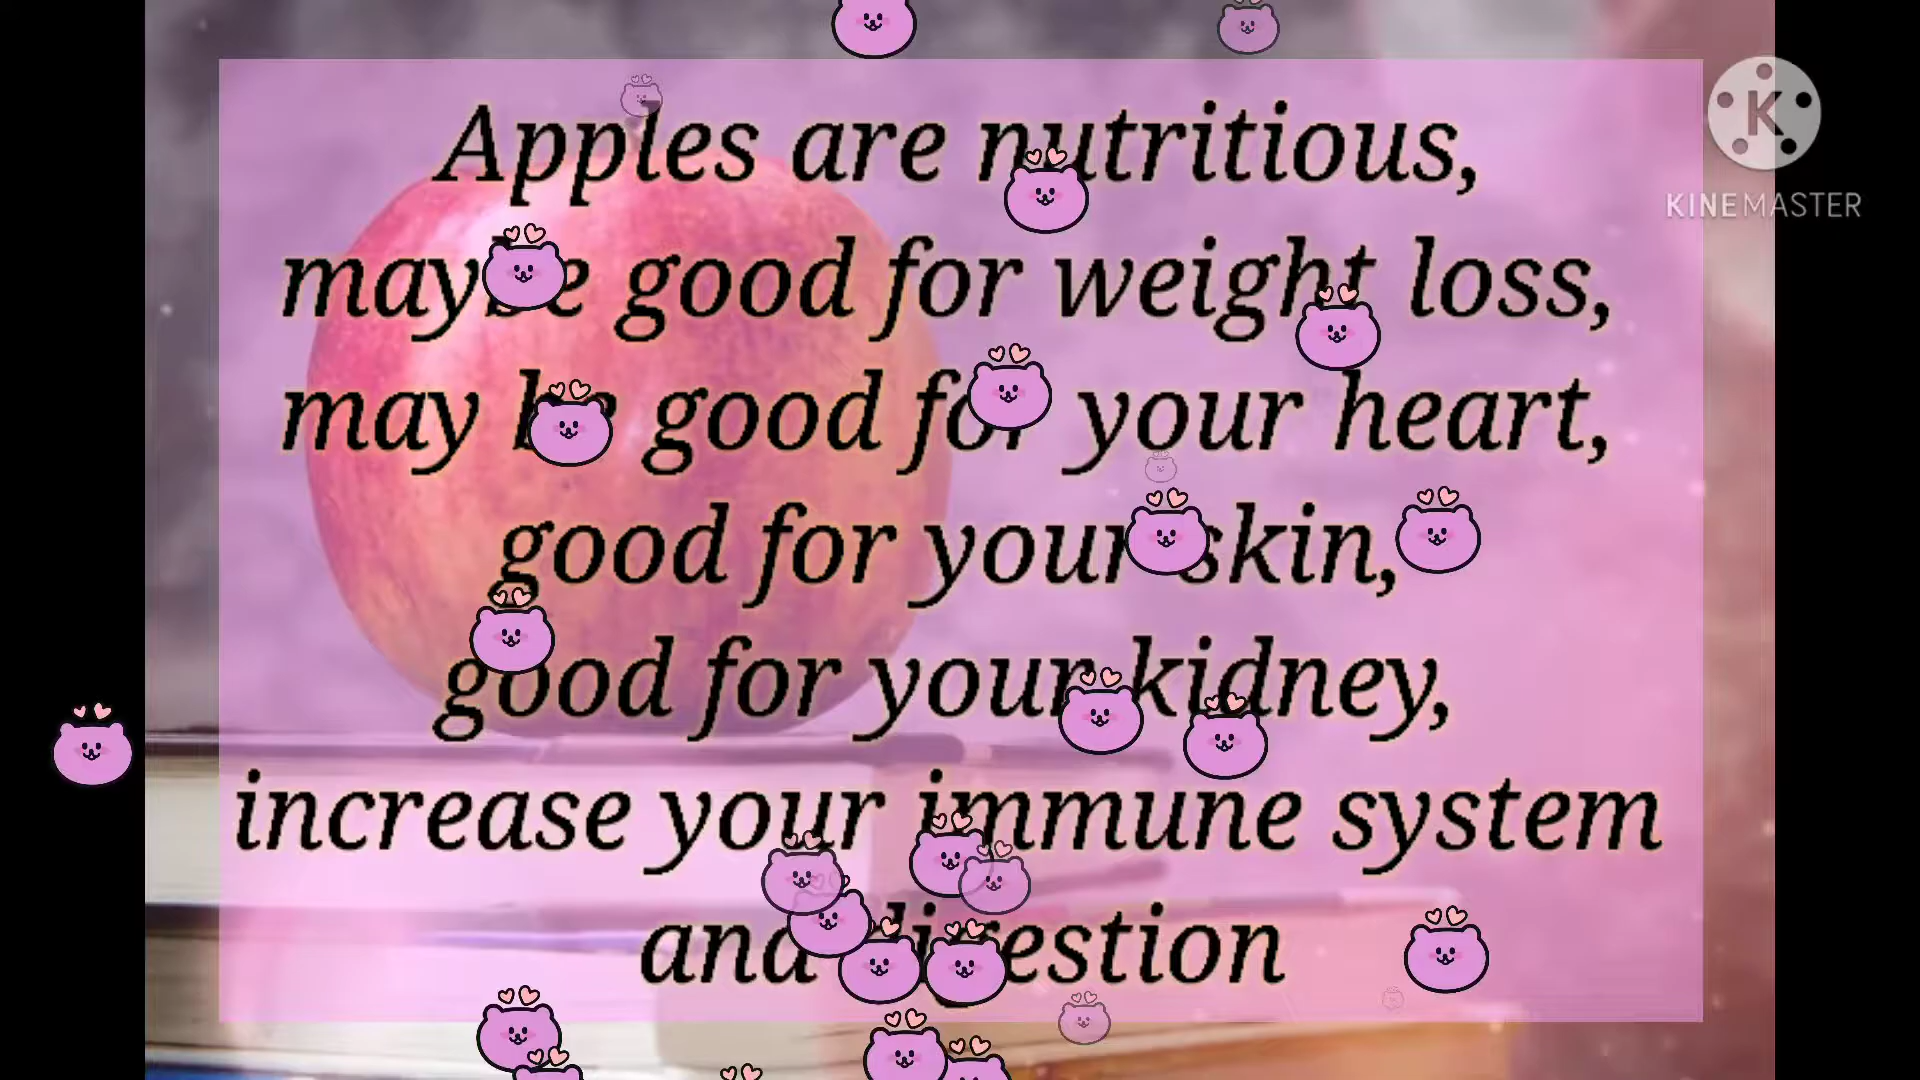 Apples are nutritious,
maybe good for weight loss,
may be good for your heart,
good for your skin,
good for your kidney,
increase your immune system
and digestion
K
KINEMASTER